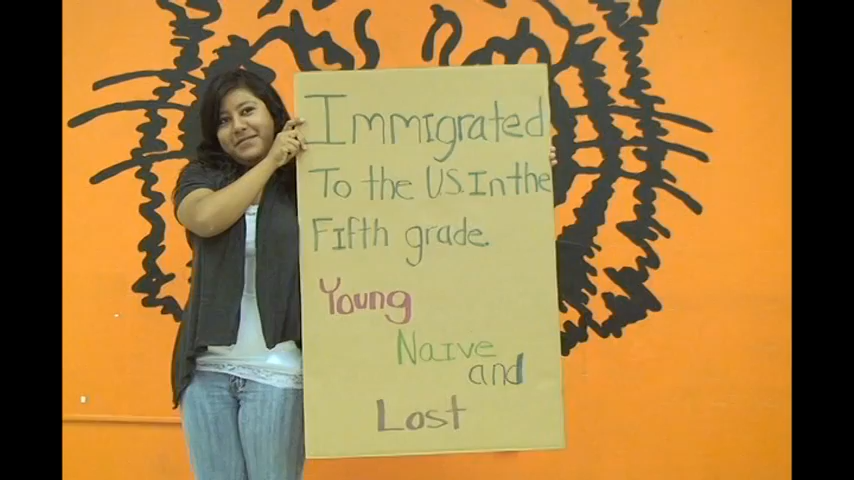 Immigrated
To the U.S. In the
Fifth grade.
Young
Naive
and
Lost